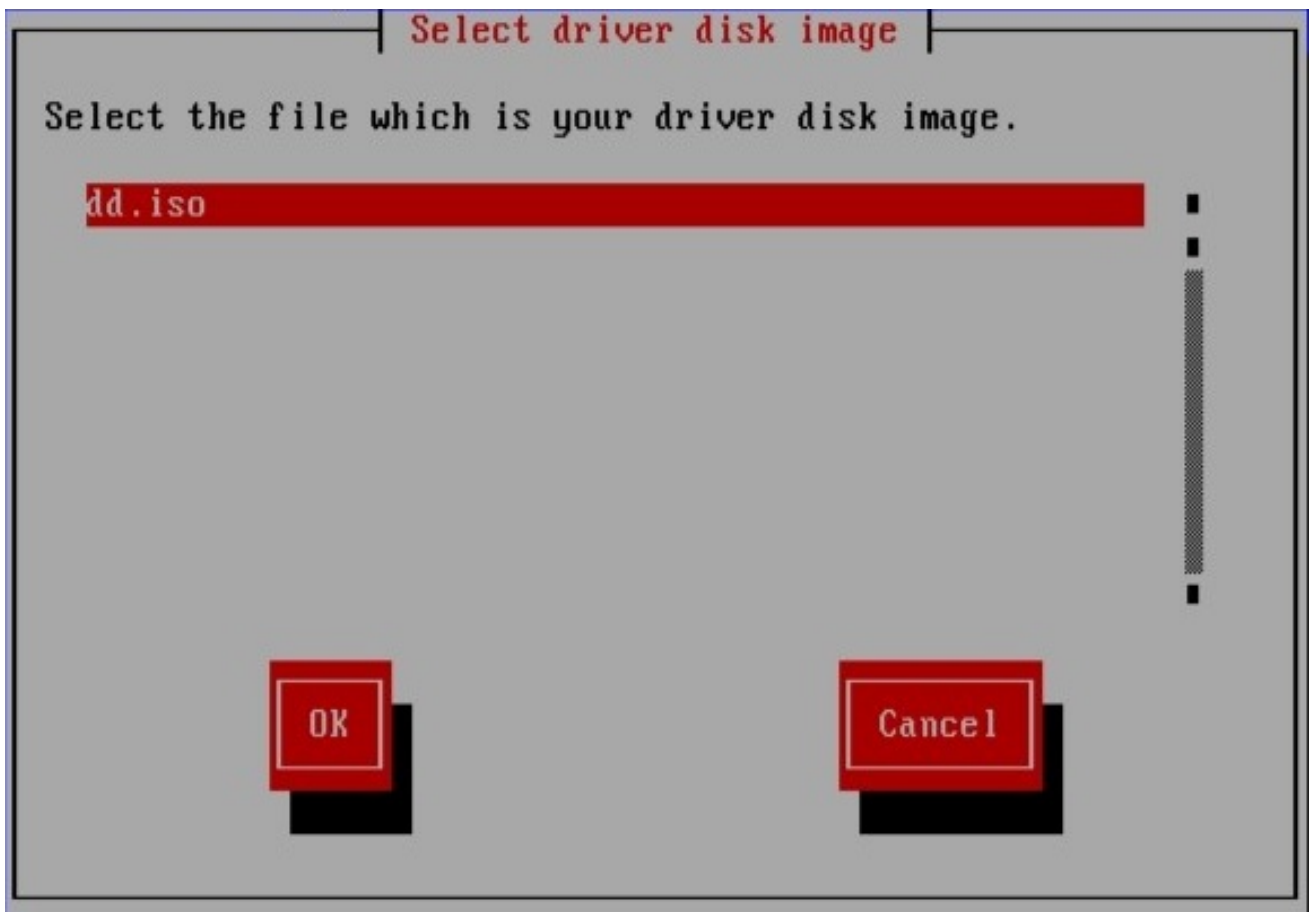 Select driver disk image
Select the file which is your driver disk image.
dd.iso
OK
Cancel